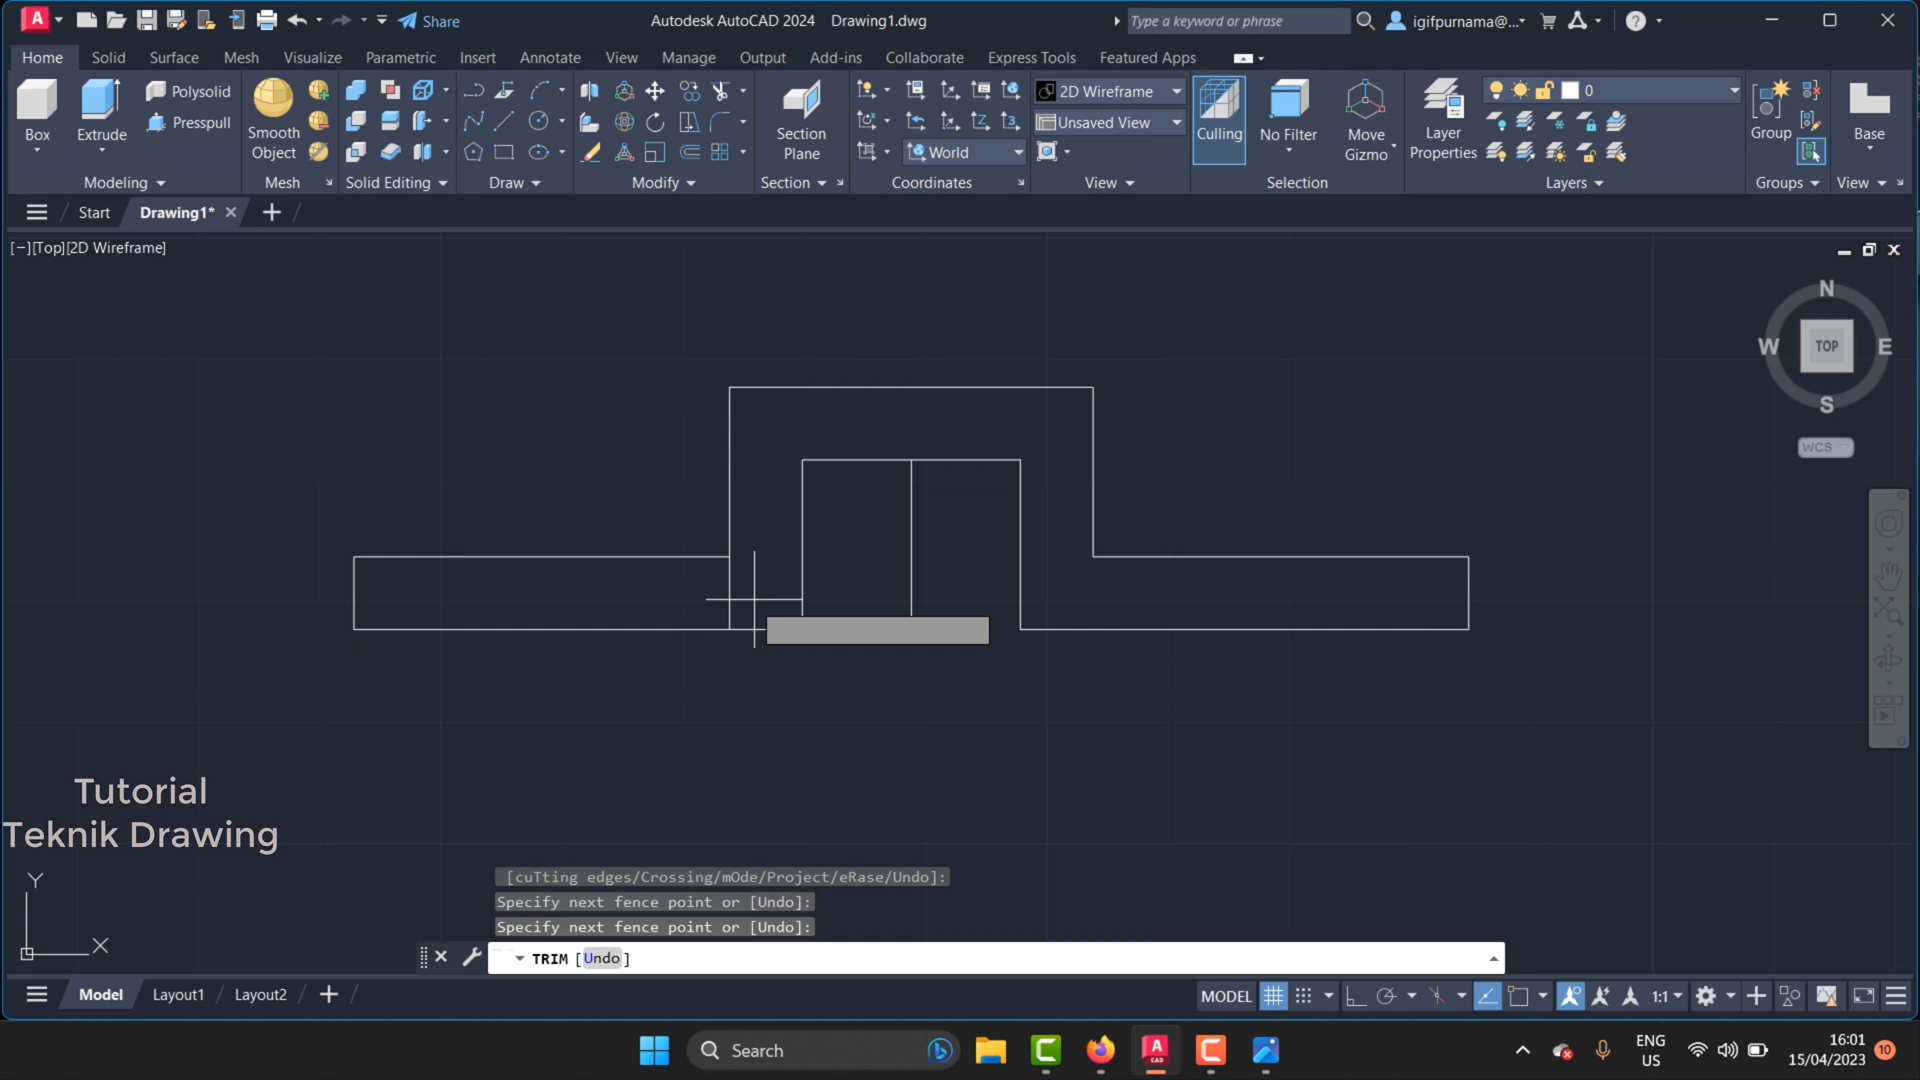 A CAD
Share
Autodesk AutoCAD 2024 Drawing1.dwg
Type a keyword or phrase
igifpurnama@...
Home Solid Surface Mesh Visualize Parametric Insert Annotate View Manage Output Add-ins Collaborate Express Tools Featured Apps
Box
Extrude
Polysolid
Presspull
Modeling
Smooth
Object
Mesh
Solid Editing
Draw
Modify
Section
Plane
Section
World
Coordinates
2D Wireframe
Unsaved View
View
Culling
No Filter
Move
Gizmo
Selection
Layer
Properties
0
Layers
Group
Groups
Base
View
Start Drawing1*
[−][Top][2D Wireframe]
N
W TOP E
S
WCS
Tutorial
Teknik Drawing
Y
X
[cuTting edges/Crossing/mOde/Project/eRase/Undo]:
Specify next fence point or [Undo]:
Specify next fence point or [Undo]:
TRIM [Undo]
Model Layout1 Layout2
MODEL
1:1
Search
ENG
US
16:01
15/04/2023
10